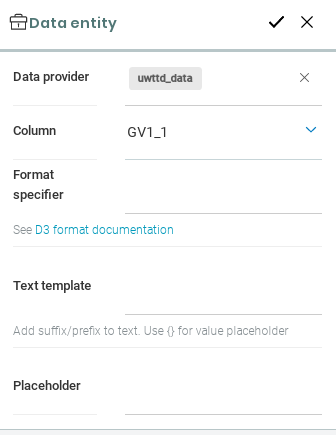 Data entity
Data provider
uwttd_data
Column
GV1_1
Format
specifier
See D3 format documentation
Text template
Add suffix/prefix to text. Use {} for value placeholder
Placeholder